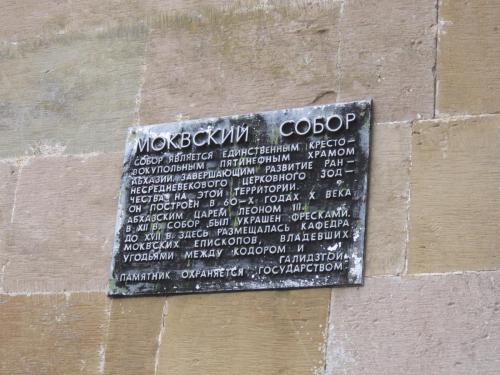 МОКВСКИЙ СОБОР
СОБОР ЯВЛЯЕТСЯ ЕДИНСТВЕННЫМ КРЕСТО-
ВОКУПОЛЬНЫМ ПЯТИНЕФНЫМ ХРАМОМ
АБХАЗИИ, ЗАВЕРШАЮЩИМ РАЗВИТИЕ РАН-
НЕСРЕДНЕВЕКОВОГО ЦЕРКОВНОГО ЗОД-
ЧЕСТВА НА ЭТОЙ ТЕРРИТОРИИ.
ОН ПОСТРОЕН В 60-Х ГОДАХ X ВЕКА
АБХАЗСКИМ ЦАРЕМ ЛЕОНОМ III.
В XII В СОБОР БЫЛ УКРАШЕН ФРЕСКАМИ.
ДО XVII В ЗДЕСЬ РАЗМЕЩАЛАСЬ КАФЕДРА
МОКВСКИХ ЕПИСКОПОВ, ВЛАДЕВШИХ
УГОДЬЯМИ МЕЖДУ КОДОРОМ И ГАЛИДЗГОЙ.
ПАМЯТНИК ОХРАНЯЕТСЯ ГОСУДАРСТВОМ